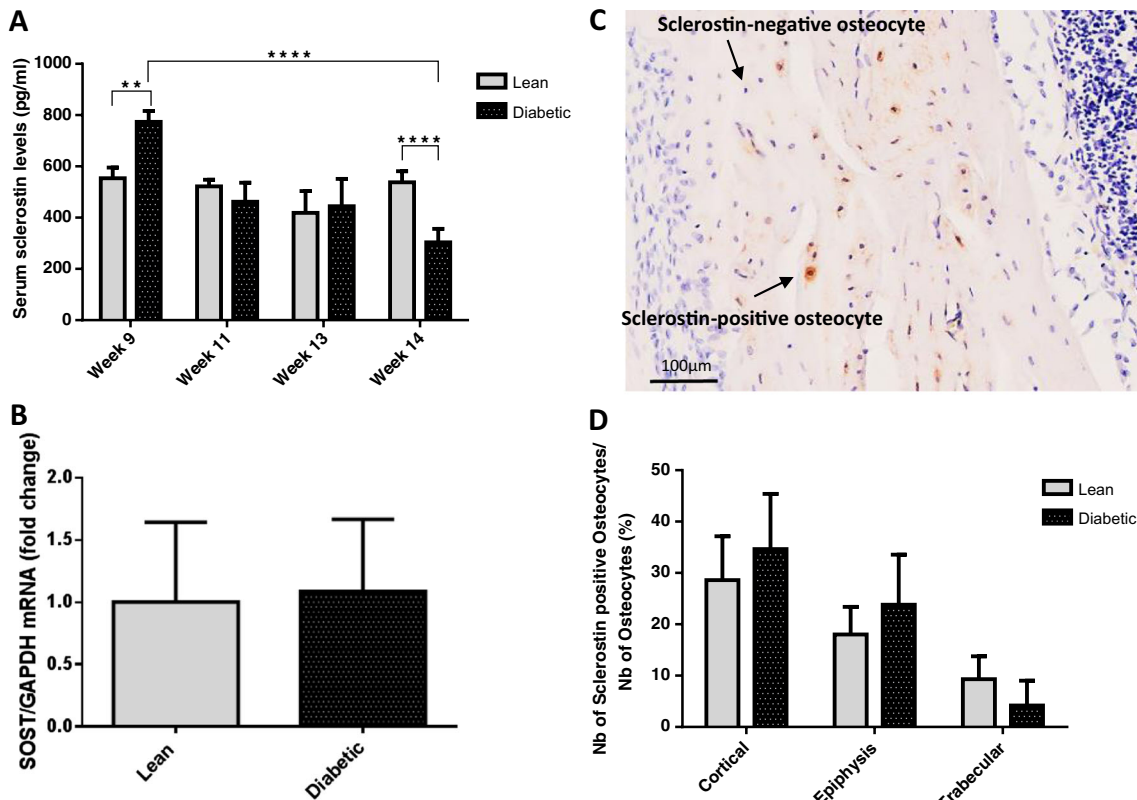 A
Serum sclerostin levels (pg/ml)
1000
800
600
400
200
0
**
****
****
Lean
Diabetic
Week 9
Week 11
Week 13
Week 14
C
Sclerostin-negative osteocyte
Sclerostin-positive osteocyte
100µm
B
SOST/GAPDH mRNA (fold change)
2.0
1.5
1.0
0.5
0.0
Lean
Diabetic
D
Nb of Sclerostin positive Osteocytes/
Nb of Osteocytes (%)
50
40
30
20
10
0
Lean
Diabetic
Cortical
Epiphysis
Trabecular